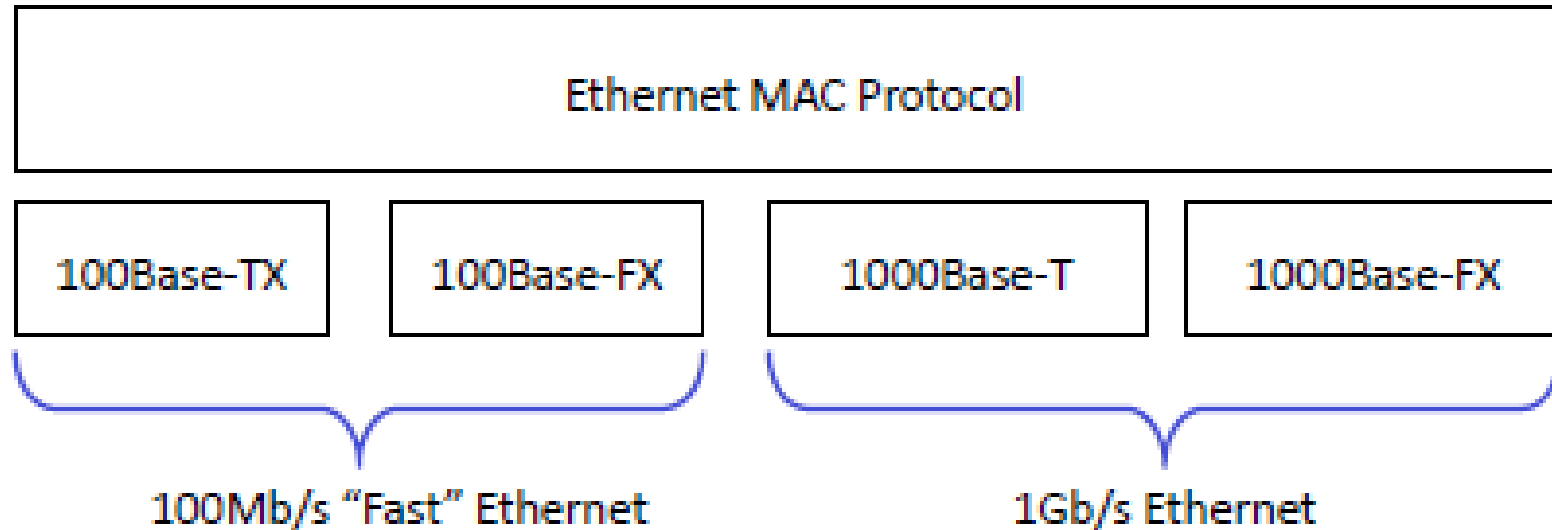 Ethernet MAC Protocol
100Base-TX
100Base-FX
1000Base-T
1000Base-FX
100Mb/s “Fast” Ethernet
1Gb/s Ethernet